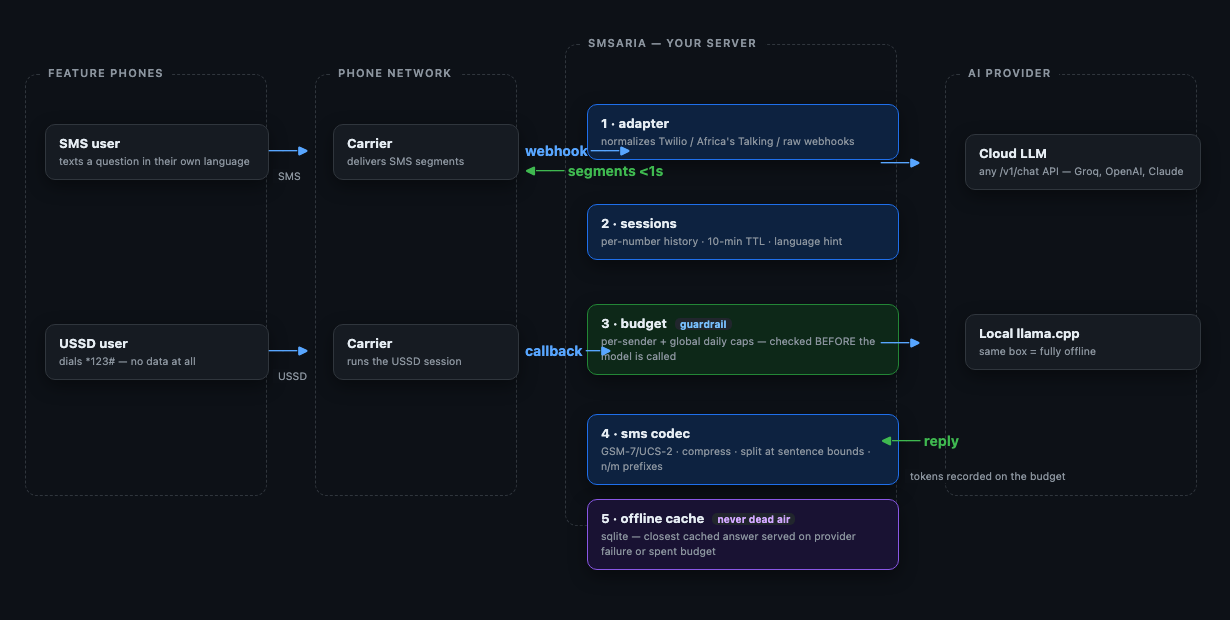 SMSARIA — YOUR SERVER
FEATURE PHONES
PHONE NETWORK
AI PROVIDER
SMS user
texts a question in their own language
SMS
Carrier
delivers SMS segments
webhook
segments <1s
1 · adapter
normalizes Twilio / Africa's Talking / raw webhooks
Cloud LLM
any /v1/chat API — Groq, OpenAI, Claude
2 · sessions
per-number history · 10-min TTL · language hint
USSD user
dials *123# — no data at all
USSD
Carrier
runs the USSD session
callback
3 · budget guardrail
per-sender + global daily caps — checked BEFORE the
model is called
Local llama.cpp
same box = fully offline
4 · sms codec
GSM-7/UCS-2 · compress · split at sentence bounds ·
n/m prefixes
reply
tokens recorded on the budget
5 · offline cache never dead air
sqlite — closest cached answer served on provider
failure or spent budget